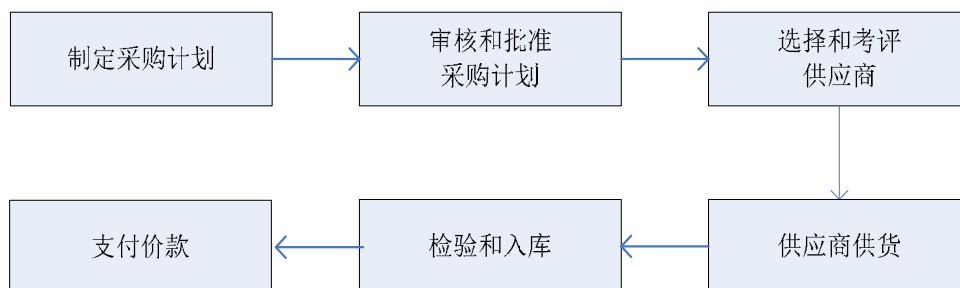 制定采购计划
审核和批准
采购计划
选择和考评
供应商
供应商供货
检验和入库
支付价款